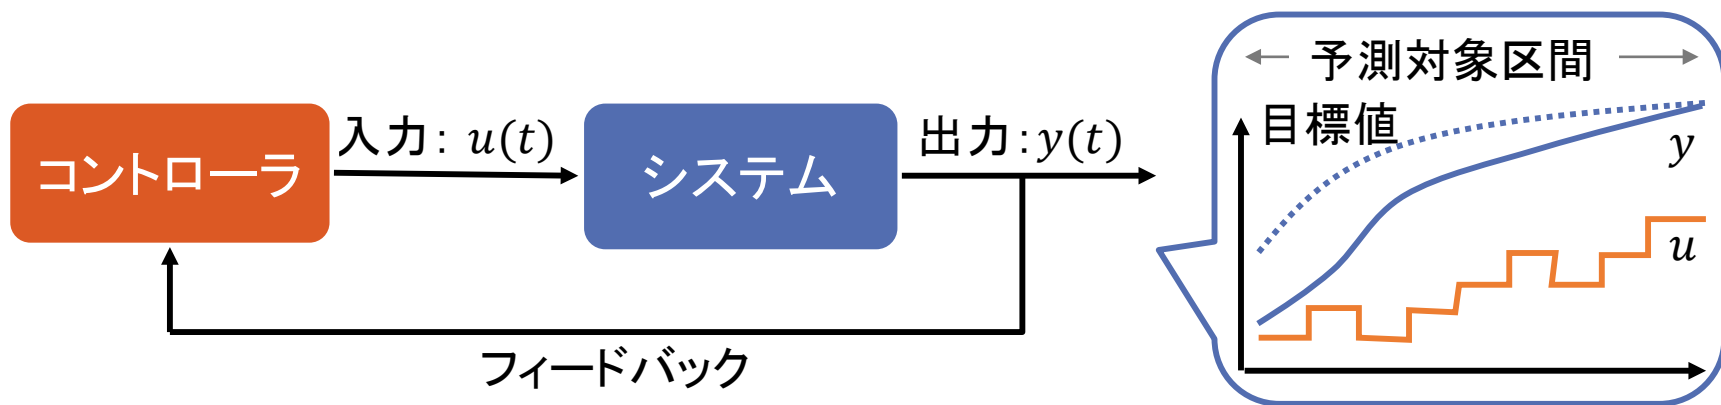 コントローラ
入力: u(t)
システム
出力:y(t)
フィードバック
予測対象区間
目標値
y
u